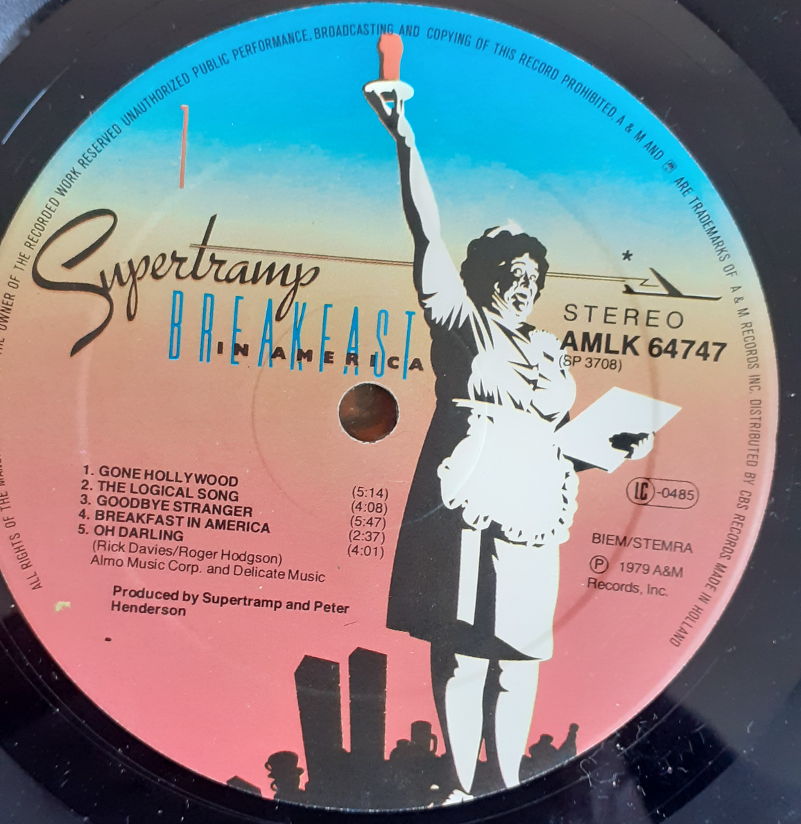 ALL RIGHTS OF THE
THE OWNER OF THE RECORDED WORK RESERVED UNAUTHORIZED PUBLIC PERFORMANCE, BROADCASTING AND COPYING OF THIS RECORD PROHIBITED. A & M AND ARE TRADEMARKS OF A & M RECORDS INC. DISTRIBUTED BY CBS RECORDS MADE IN HOLLAND
1
Supertramp
BREAKFAST
IN AMERICA
*
STEREO
AMLK 64747
(SP 3708)
1. GONE HOLLYWOOD (5:14)
2. THE LOGICAL SONG (4:08)
3. GOODBYE STRANGER (5:47)
4. BREAKFAST IN AMERICA (2:37)
5. OH DARLING (4:01)
(Rick Davies/Roger Hodgson)
Almo Music Corp. and Delicate Music
Produced by Supertramp and Peter
Henderson
LC-0485
BIEM/STEMRA
Ⓟ 1979 A&M
Records, Inc.